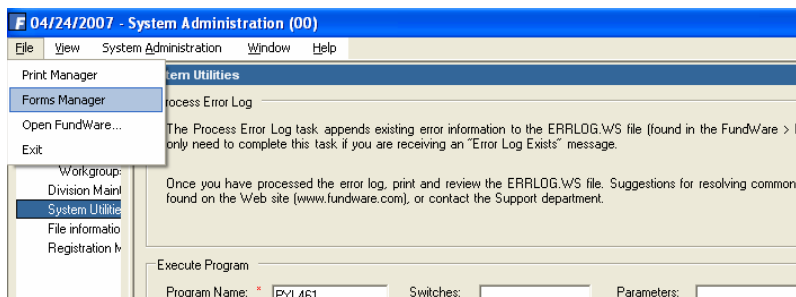 F 04/24/2007 - System Administration (00)
File View System Administration Window Help
Print Manager
Forms Manager
Open FundWare...
Exit
Workgroup
Division Maint
System Utilitie
File informatio
Registration M
tem Utilities
rocess Error Log
The Process Error Log task appends existing error information to the ERRLOG.WS file (found in the FundWare >
only need to complete this task if you are receiving an "Error Log Exists" message.
Once you have processed the error log, print and review the ERRLOG.WS file. Suggestions for resolving common
found on the Web site (www.fundware.com), or contact the Support department.
Execute Program
Program Name: * PYL461 Switches: Parameters: